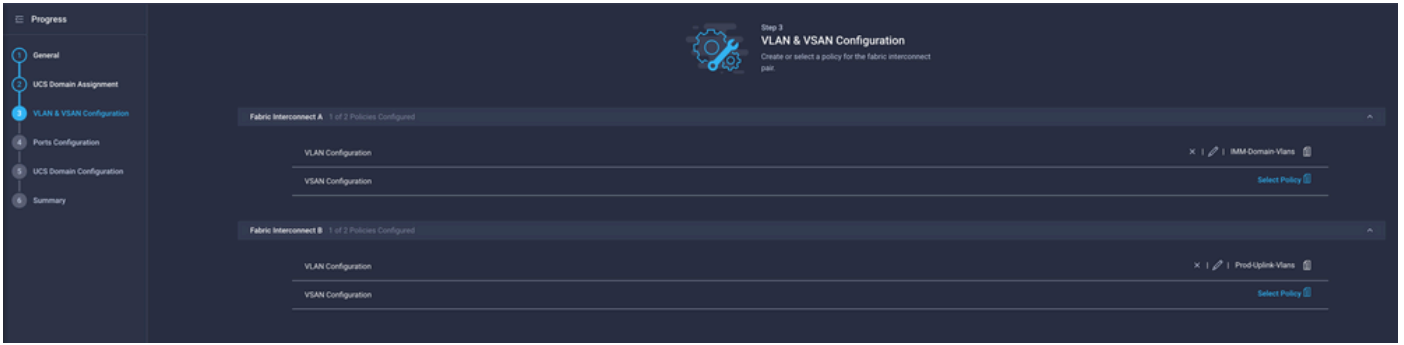 Progress
1 General
2 UCS Domain Assignment
3 VLAN & VSAN Configuration
4 Ports Configuration
5 UCS Domain Configuration
6 Summary
Step 3
VLAN & VSAN Configuration
Create or select a policy for the fabric interconnect
pair.
Fabric Interconnect A 1 of 2 Policies Configured
VLAN Configuration × | | IMM-Domain-Vlans
VSAN Configuration Select Policy
Fabric Interconnect B 1 of 2 Policies Configured
VLAN Configuration × | | Prod-Uplink-Vlans
VSAN Configuration Select Policy